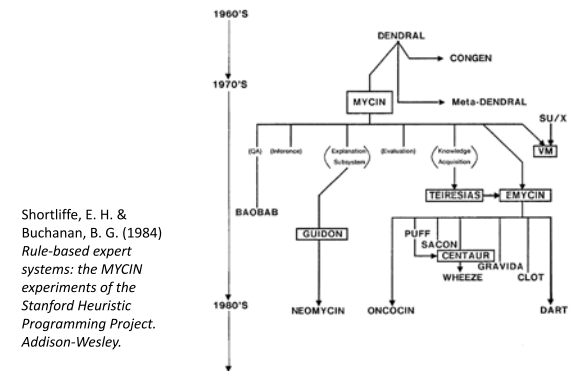 1960'S
DENDRAL
CONGEN
1970'S
MYCIN
Meta-DENDRAL
SU/X
(QA)
(Inference)
(Explanation
Subsystem)
(Evaluation)
(Knowledge
Acquisition)
VM
TEIRESIAS
EMYCIN
BAOBAB
GUIDON
PUFF
SACON
CENTAUR
GRAVIDA
WHEEZE
CLOT
1980'S
NEOMYCIN
ONCOCIN
DART
Shortliffe, E. H. &
Buchanan, B. G. (1984)
Rule-based expert
systems: the MYCIN
experiments of the
Stanford Heuristic
Programming Project.
Addison-Wesley.